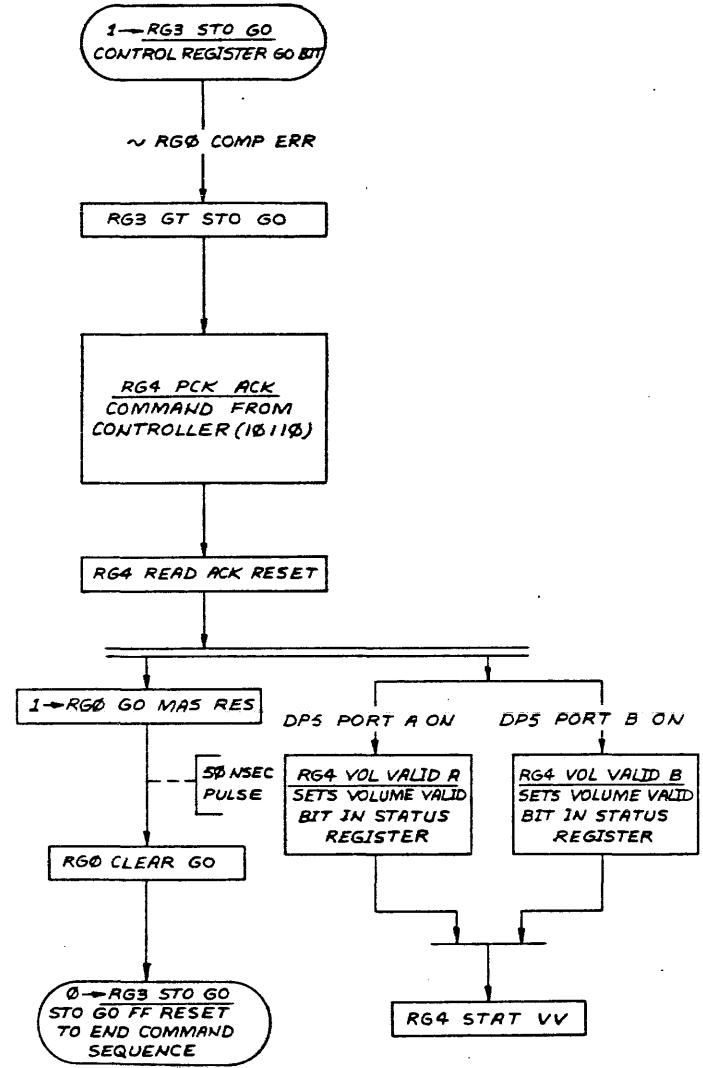 1→RG3 STO GO
CONTROL REGISTER GO BIT
~ RGØ COMP ERR
RG3 GT STO GO
RG4 PCK ACK
COMMAND FROM
CONTROLLER (1Ø11Ø)
RG4 READ ACK RESET
1→RGØ GO MAS RES
DP5 PORT A ON
DP5 PORT B ON
5Ø NSEC
PULSE
RG4 VOL VALID A
SETS VOLUME VALID
BIT IN STATUS
REGISTER
RG4 VOL VALID B
SETS VOLUME VALID
BIT IN STATUS
REGISTER
RGØ CLEAR GO
Ø→RG3 STO GO
STO GO FF RESET
TO END COMMAND
SEQUENCE
RG4 STAT VV